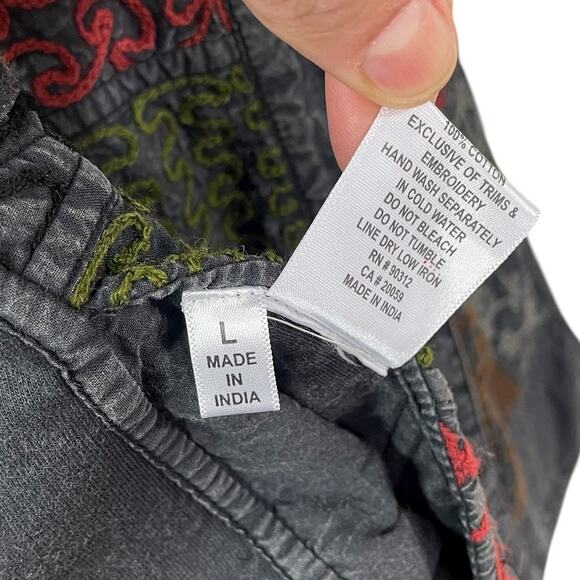 100% COTTON
EXCLUSIVE OF TRIMS &
EMBROIDERY
HAND WASH SEPARATELY
IN COLD WATER
DO NOT BLEACH
DO NOT TUMBLE
LINE DRY LOW IRON
RN # 90312
CA # 20059
MADE IN INDIA
L
MADE
IN
INDIA